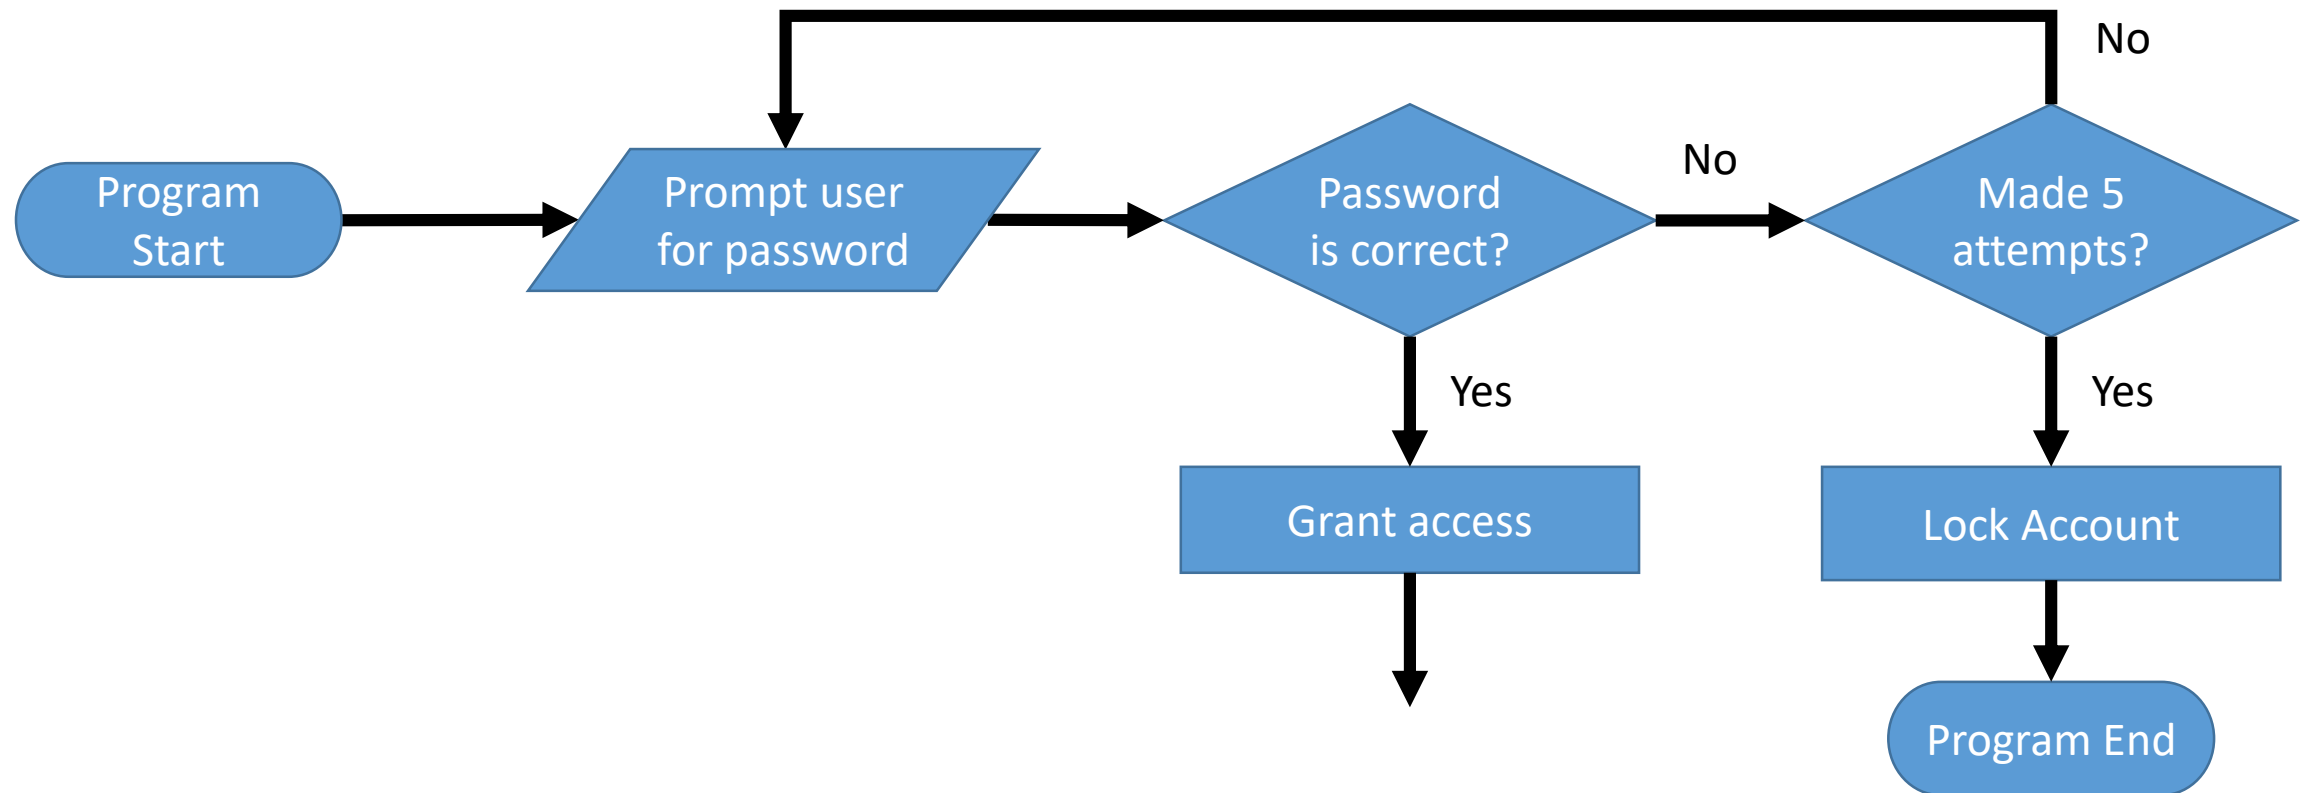 No
Program
Start
Prompt user
for password
Password
is correct?
No
Made 5
attempts?
Yes
Yes
Grant access
Lock Account
Program End